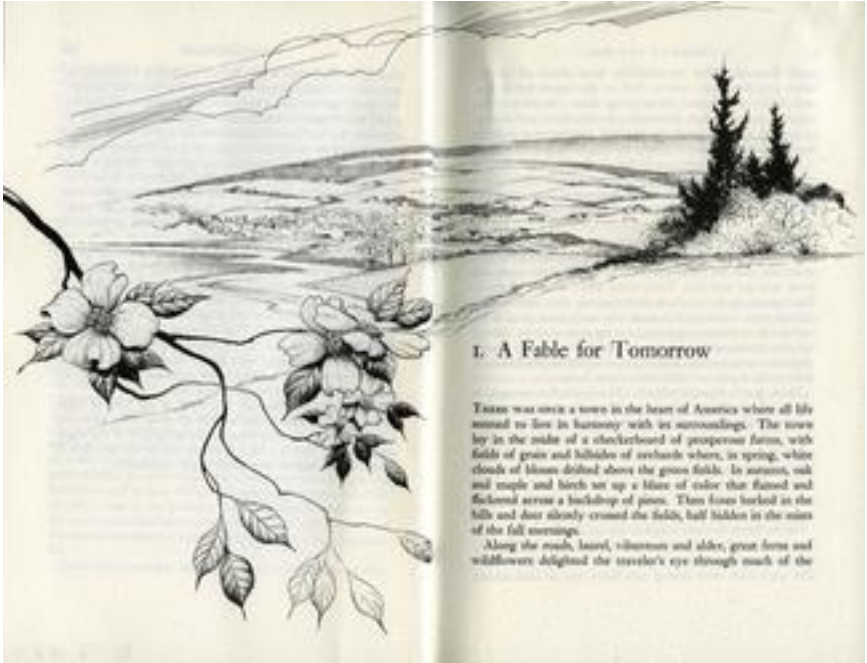 1. A Fable for Tomorrow
There was once a town in the heart of America where all life
seemed to live in harmony with its surroundings. The town
lay in the midst of a checkerboard of prosperous farms, with
fields of grain and hillsides of orchards where, in spring, white
clouds of bloom drifted above the green fields. In autumn, oak
and maple and birch set up a blaze of color that flamed and
flickered across a backdrop of pines. Then foxes barked in the
hills and deer silently crossed the fields, half hidden in the mists
of the fall mornings.
Along the roads, laurel, viburnum and alder, great ferns and
wildflowers delighted the traveler's eye through much of the